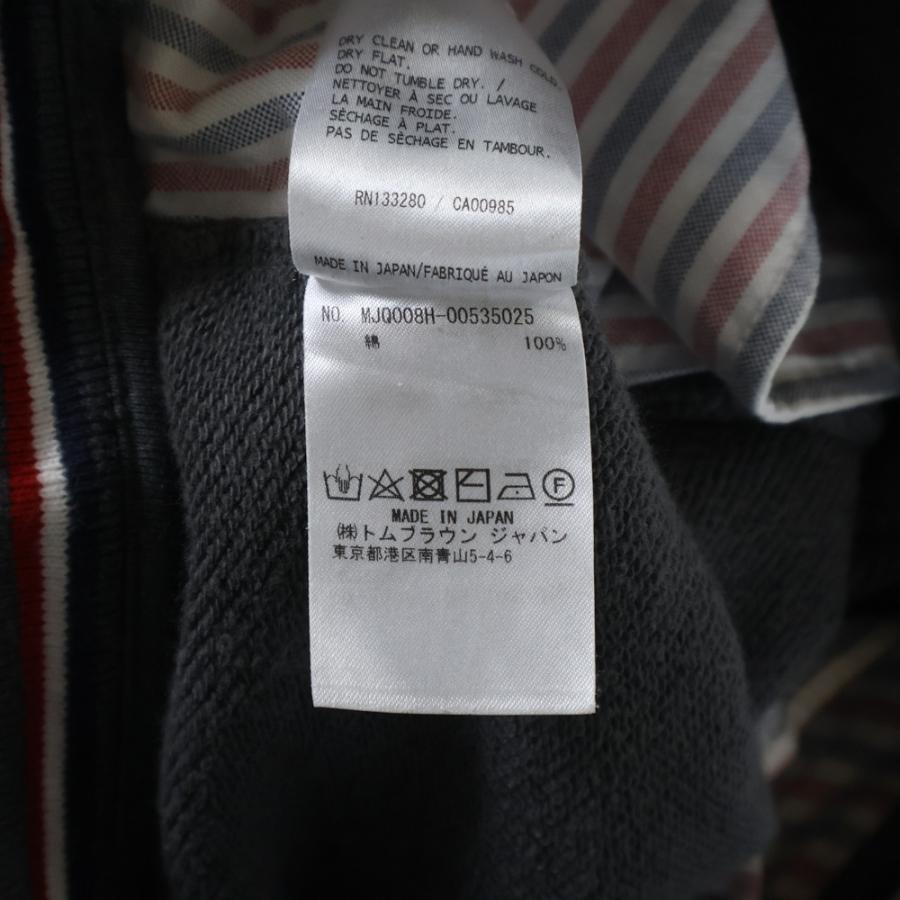 DRY CLEAN OR HAND WASH COLD.
DRY FLAT.
DO NOT TUMBLE DRY. /
NETTOYER À SEC OU LAVAGE
LA MAIN FROIDE.
SÉCHAGE À PLAT.
PAS DE SÉCHAGE EN TAMBOUR.
RN133280 / CA00985
MADE IN JAPAN/FABRIQUÉ AU JAPON
NO. MJQ008H-00535025
綿 100%
MADE IN JAPAN
(株)トムブラウン ジャパン
東京都港区南青山5-4-6